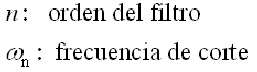 n: orden del filtro
ωn: frecuencia de corte